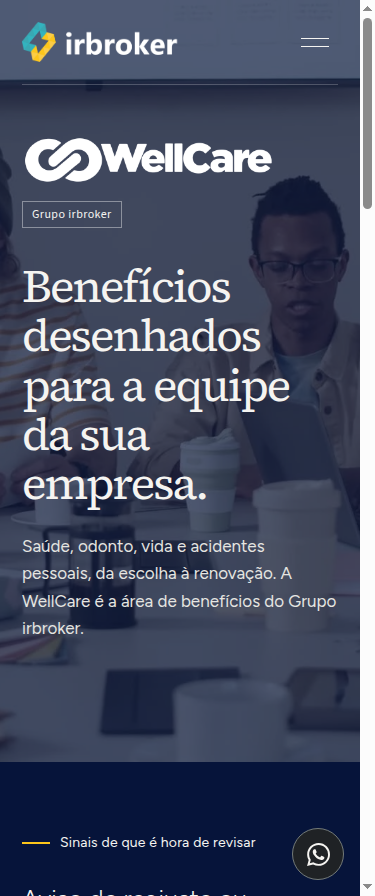 irbroker
WellCare
Grupo irbroker
Benefícios
desenhados
para a equipe
da sua
empresa.
Saúde, odonto, vida e acidentes
pessoais, da escolha à renovação. A
WellCare é a área de benefícios do Grupo
irbroker.
Sinais de que é hora de revisar